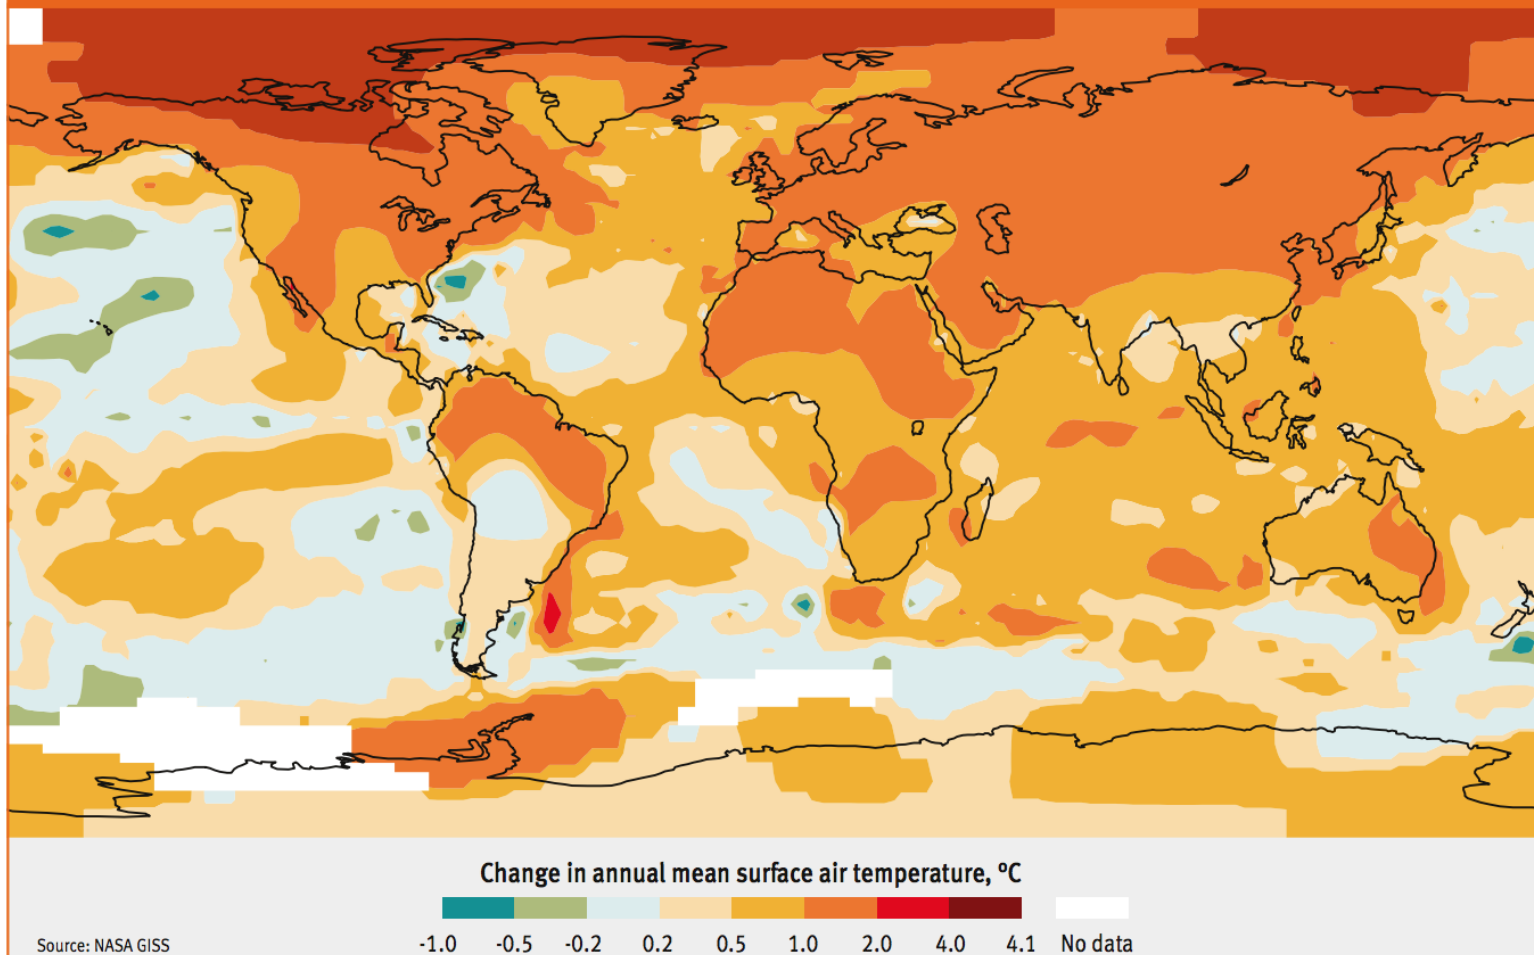 Change in annual mean surface air temperature, ºC
-1.0 -0.5 -0.2 0.2 0.5 1.0 2.0 4.0 4.1 No data
Source: NASA GISS